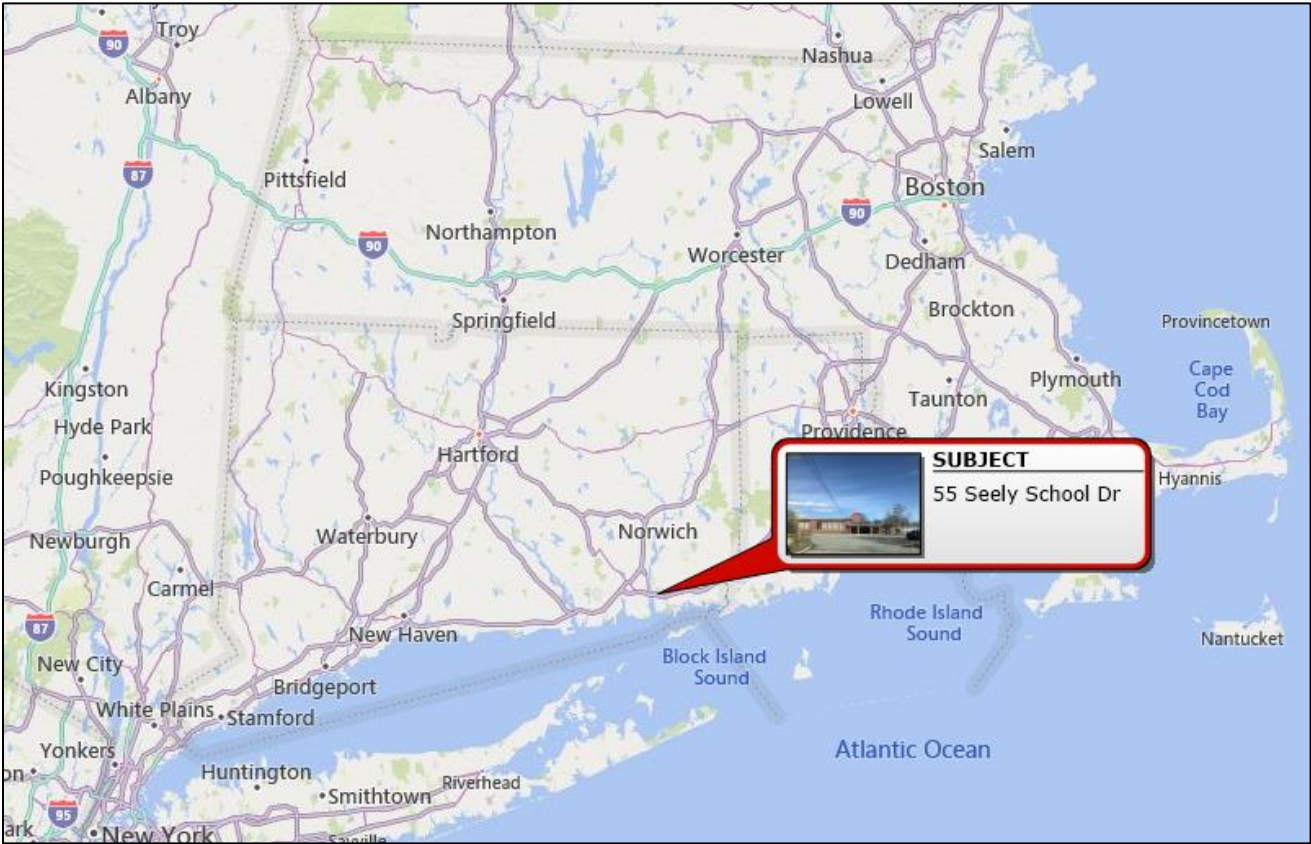 Troy
90
Nashua
Albany
Lowell
Salem
87
Pittsfield
Boston
90
Northampton
90
Worcester
Dedham
Brockton
Springfield
Provincetown
Cape
Cod
Bay
Kingston
Plymouth
Taunton
Hyde Park
Providence
Hartford
SUBJECT
55 Seely School Dr
Poughkeepsie
Hyannis
Norwich
Waterbury
Newburgh
Carmel
Rhode Island
Sound
87
New Haven
Nantucket
New City
Block Island
Sound
Bridgeport
White Plains
Stamford
Yonkers
Atlantic Ocean
on
Huntington
Riverhead
Smithtown
95
ark
New York
Sayville